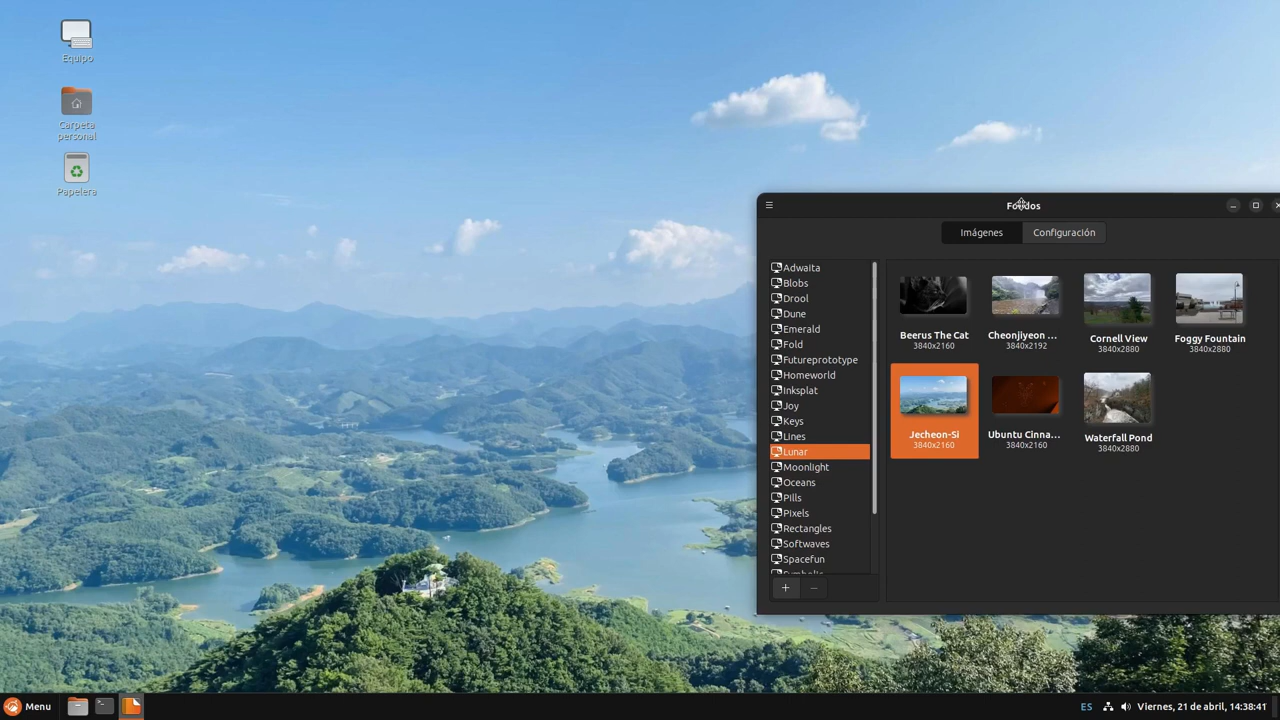 Equipo
Carpeta
personal
Papelera
Fondos
Imágenes
Configuración
Adwaita
Blobs
Drool
Dune
Emerald
Fold
Futureprototype
Homeworld
Inksplat
Joy
Keys
Lines
Lunar
Moonlight
Oceans
Pills
Pixels
Rectangles
Softwaves
Spacefun
Beerus The Cat
3840x2160
Cheonjiyeon ...
3840x2192
Cornell View
3840x2880
Foggy Fountain
3840x2880
Jecheon-Si
3840x2160
Ubuntu Cinna...
3840x2160
Waterfall Pond
3840x2880
Menu
ES
Viernes, 21 de abril, 14:38:41